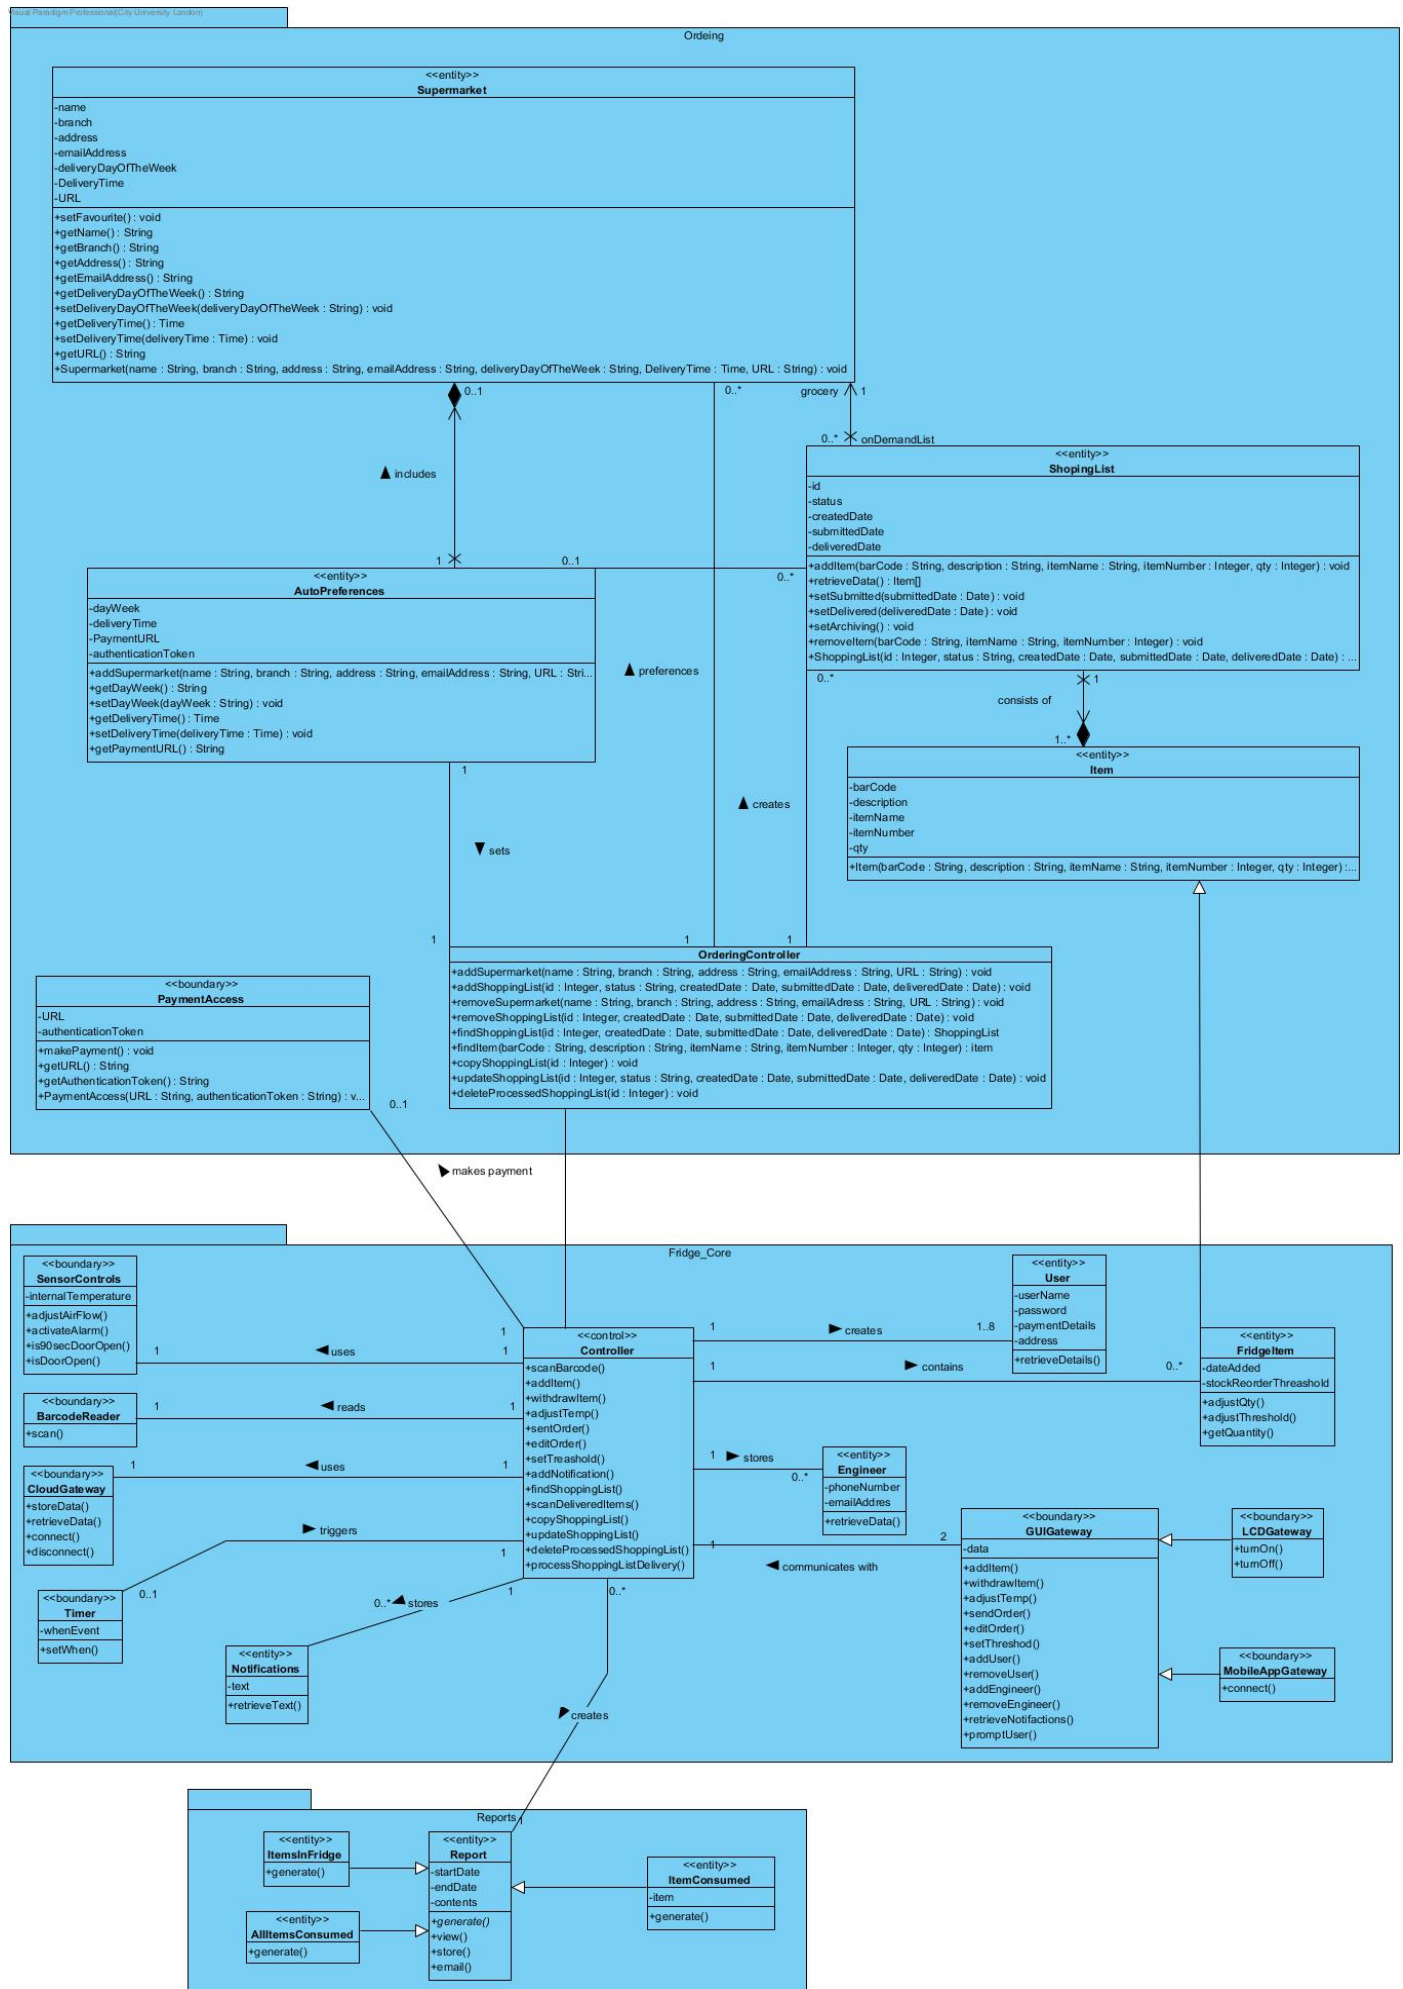 Visual Paradigm Professional(City University London)
Ordeing
<<entity>>
Supermarket
-name
-branch
-address
-emailAddress
-deliveryDayOfTheWeek
-DeliveryTime
-URL
+setFavourite() : void
+getName() : String
+getBranch() : String
+getAddress() : String
+getEmailAddress() : String
+getDeliveryDayOfTheWeek() : String
+setDeliveryDayOfTheWeek(deliveryDayOfTheWeek : String) : void
+getDeliveryTime() : Time
+setDeliveryTime(deliveryTime : Time) : void
+getURL() : String
+Supermarket(name : String, branch : String, address : String, emailAddress : String, deliveryDayOfTheWeek : String, DeliveryTime : Time, URL : String) : void
0..1
0..*
grocery
1
0..*
onDemandList
includes
<<entity>>
ShopingList
-id
-status
-createdDate
-submittedDate
-deliveredDate
+addItem(barCode : String, description : String, itemName : String, itemNumber : Integer, qty : Integer) : void
+retrieveData() : Item[]
+setSubmitted(submittedDate : Date) : void
+setDelivered(deliveredDate : Date) : void
+setArchiving() : void
+removeItem(barCode : String, itemName : String, itemNumber : Integer) : void
+ShoppingList(id : Integer, status : String, createdDate : Date, submittedDate : Date, deliveredDate : Date) : ...
1
0..1
0..*
<<entity>>
AutoPreferences
-dayWeek
-deliveryTime
-PaymentURL
-authenticationToken
+addSupermarket(name : String, branch : String, address : String, emailAddress : String, URL : Stri...
+getDayWeek() : String
+setDayWeek(dayWeek : String) : void
+getDeliveryTime() : Time
+setDeliveryTime(deliveryTime : Time) : void
+getPaymentURL() : String
preferences
0..*
1
consists of
1..*
<<entity>>
Item
-barCode
-description
-itemName
-itemNumber
-qty
+Item(barCode : String, description : String, itemName : String, itemNumber : Integer, qty : Integer) :...
1
creates
sets
1
1
1
OrderingController
+addSupermarket(name : String, branch : String, address : String, emailAddress : String, URL : String) : void
+addShoppingList(id : Integer, status : String, createdDate : Date, submittedDate : Date, deliveredDate : Date) : void
+removeSupermarket(name : String, branch : String, address : String, emailAdress : String, URL : String) : void
+removeShoppingList(id : Integer, createdDate : Date, submittedDate : Date, deliveredDate : Date) : void
+findShoppingList(id : Integer, createdDate : Date, submittedDate : Date, deliveredDate : Date) : ShoppingList
+findItem(barCode : String, description : String, itemName : String, itemNumber : Integer, qty : Integer) : item
+copyShoppingList(id : Integer) : void
+updateShoppingList(id : Integer, status : String, createdDate : Date, submittedDate : Date, deliveredDate : Date) : void
+deleteProcessedShoppingList(id : Integer) : void
<<boundary>>
PaymentAccess
-URL
-authenticationToken
+makePayment() : void
+getURL() : String
+getAuthenticationToken() : String
+PaymentAccess(URL : String, authenticationToken : String) : v...
0..1
makes payment
Fridge_Core
<<boundary>>
SensorControls
-internalTemperature
+adjustAirFlow()
+activateAlarm()
+is90secDoorOpen()
+isDoorOpen()
1
uses
1
1
<<boundary>>
BarcodeReader
+scan()
1
reads
1
<<boundary>>
CloudGateway
+storeData()
+retrieveData()
+connect()
+disconnect()
1
uses
1
triggers
1
0..1
<<boundary>>
Timer
-whenEvent
+setWhen()
<<control>>
Controller
+scanBarcode()
+addItem()
+withdrawItem()
+adjustTemp()
+sentOrder()
+editOrder()
+setTreashold()
+addNotification()
+findShoppingList()
+scanDeliveredItems()
+copyShoppingList()
+updateShoppingList()
+deleteProcessedShoppingList()
+processShoppingListDelivery()
1
creates
1..8
<<entity>>
User
-userName
-password
-paymentDetails
-address
+retrieveDetails()
1
contains
0..*
<<entity>>
FridgeItem
-dateAdded
-stockReorderThreashold
+adjustQty()
+adjustThreshold()
+getQuantity()
1
stores
0..*
<<entity>>
Engineer
-phoneNumber
-emailAddres
+retrieveData()
1
2
communicates with
<<boundary>>
GUIGateway
-data
+addItem()
+withdrawItem()
+adjustTemp()
+sendOrder()
+editOrder()
+setThreshod()
+addUser()
+removeUser()
+addEngineer()
+removeEngineer()
+retrieveNotifactions()
+promptUser()
<<boundary>>
LCDGateway
+turnOn()
+turnOff()
<<boundary>>
MobileAppGateway
+connect()
1
0..*
stores
<<entity>>
Notifications
-text
+retrieveText()
0..*
creates
Reports
1
<<entity>>
ItemsInFridge
+generate()
<<entity>>
AllItemsConsumed
+generate()
<<entity>>
Report
-startDate
-endDate
-contents
+generate()
+view()
+store()
+email()
<<entity>>
ItemConsumed
-item
+generate()